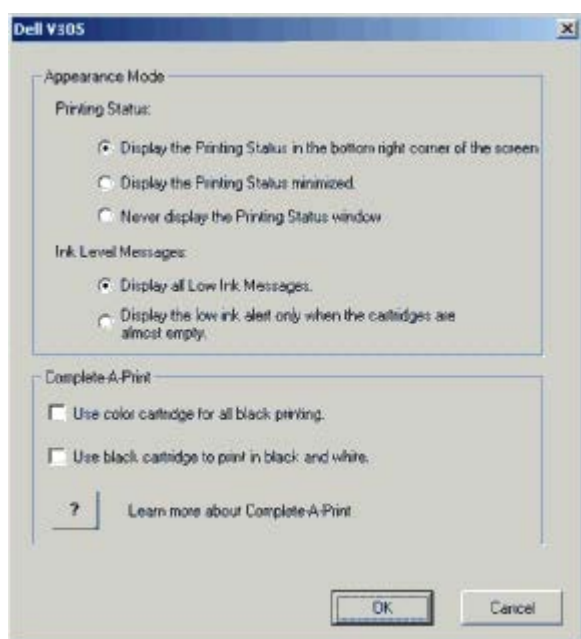 Dell V305
Appearance Mode
Printing Status:
Display the Printing Status in the bottom right corner of the screen
Display the Printing Status minimized.
Never display the Printing Status window
Ink Level Messages:
Display all Low Ink Messages.
Display the low ink alert only when the cartridges are
almost empty.
Complete-A-Print
Use color cartridge for all black printing.
Use black cartridge to print in black and white.
?
Learn more about Complete-A-Print
OK
Cancel